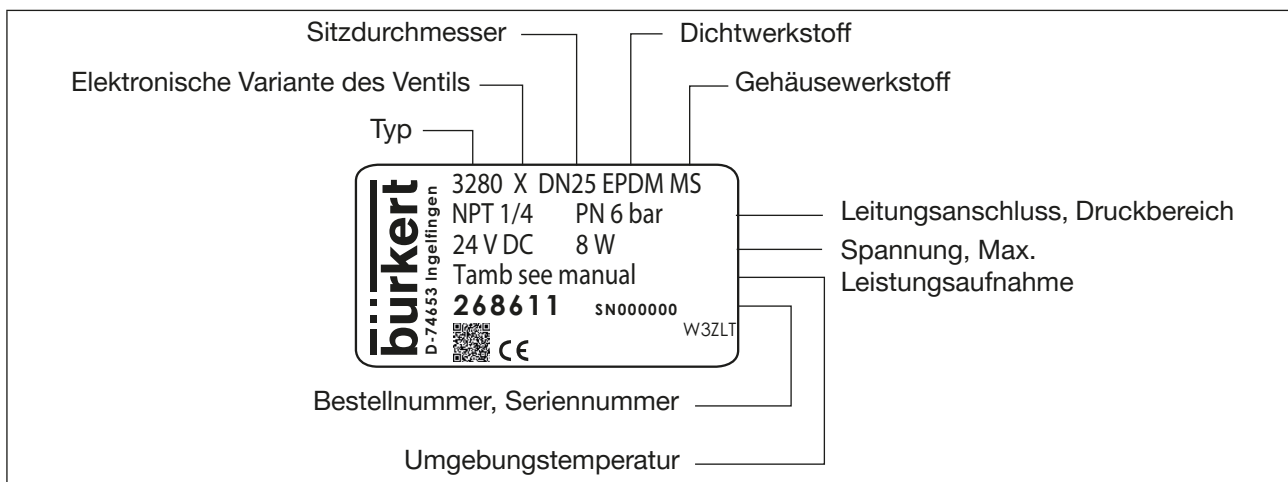 Sitzdurchmesser
Dichtwerkstoff
Elektronische Variante des Ventils
Gehäusewerkstoff
Typ
bürkert
D-74653 Ingelfingen
3280 X DN25 EPDM MS
NPT 1/4 PN 6 bar
24 V DC 8 W
Tamb see manual
268611 SN000000
W3ZLT
CE
Leitungsanschluss, Druckbereich
Spannung, Max.
Leistungsaufnahme
Bestellnummer, Seriennummer
Umgebungstemperatur